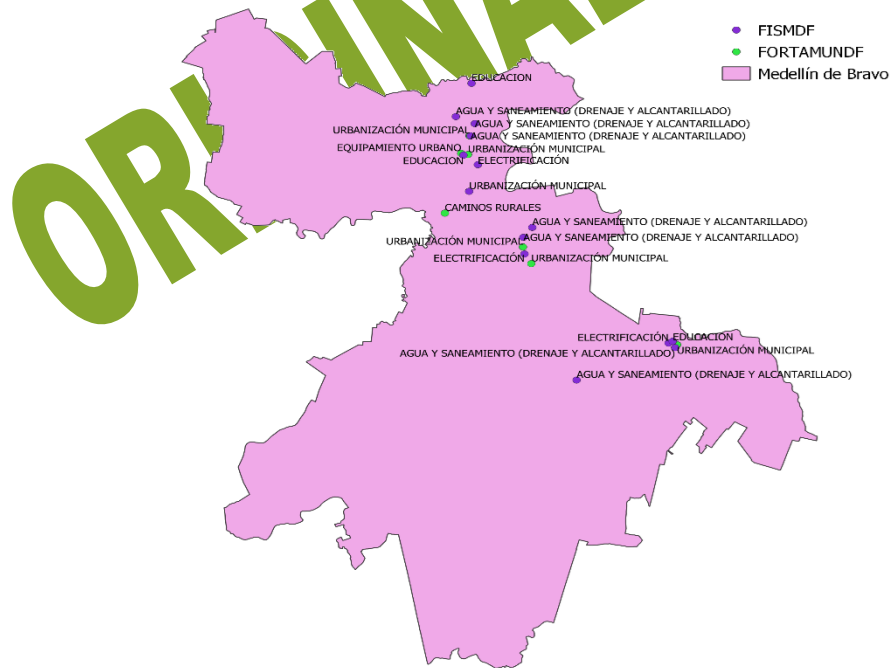 ORIGINAL
FISMDF
FORTAMUNDF
Medellín de Bravo
EDUCACION
AGUA Y SANEAMIENTO (DRENAJE Y ALCANTARILLADO)
AGUA Y SANEAMIENTO (DRENAJE Y ALCANTARILLADO)
URBANIZACIÓN MUNICIPAL
AGUA Y SANEAMIENTO (DRENAJE Y ALCANTARILLADO)
EQUIPAMIENTO URBANO
URBANIZACIÓN MUNICIPAL
EDUCACION
ELECTRIFICACIÓN
URBANIZACIÓN MUNICIPAL
CAMINOS RURALES
AGUA Y SANEAMIENTO (DRENAJE Y ALCANTARILLADO)
URBANIZACIÓN MUNICIPAL
AGUA Y SANEAMIENTO (DRENAJE Y ALCANTARILLADO)
ELECTRIFICACIÓN
URBANIZACIÓN MUNICIPAL
ELECTRIFICACIÓN
EDUCACION
AGUA Y SANEAMIENTO (DRENAJE Y ALCANTARILLADO)
URBANIZACIÓN MUNICIPAL
AGUA Y SANEAMIENTO (DRENAJE Y ALCANTARILLADO)